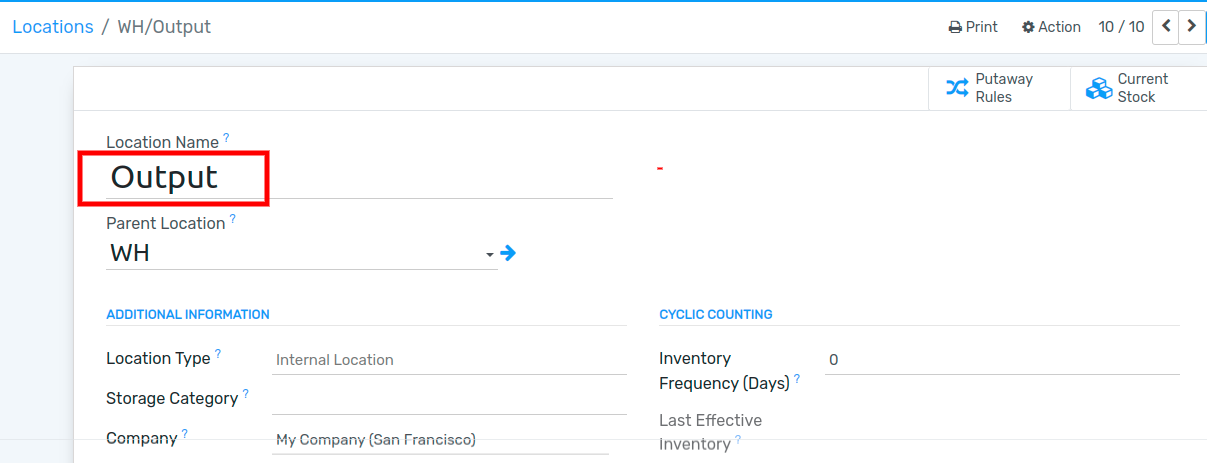 Locations / WH/Output
Print Action 10 / 10
Putaway Rules
Current Stock
Location Name ?
Output
Parent Location ?
WH
ADDITIONAL INFORMATION
Location Type ? Internal Location
Storage Category ?
Company ? My Company (San Francisco)
CYCLIC COUNTING
Inventory Frequency (Days) ? 0
Last Effective Inventory ?